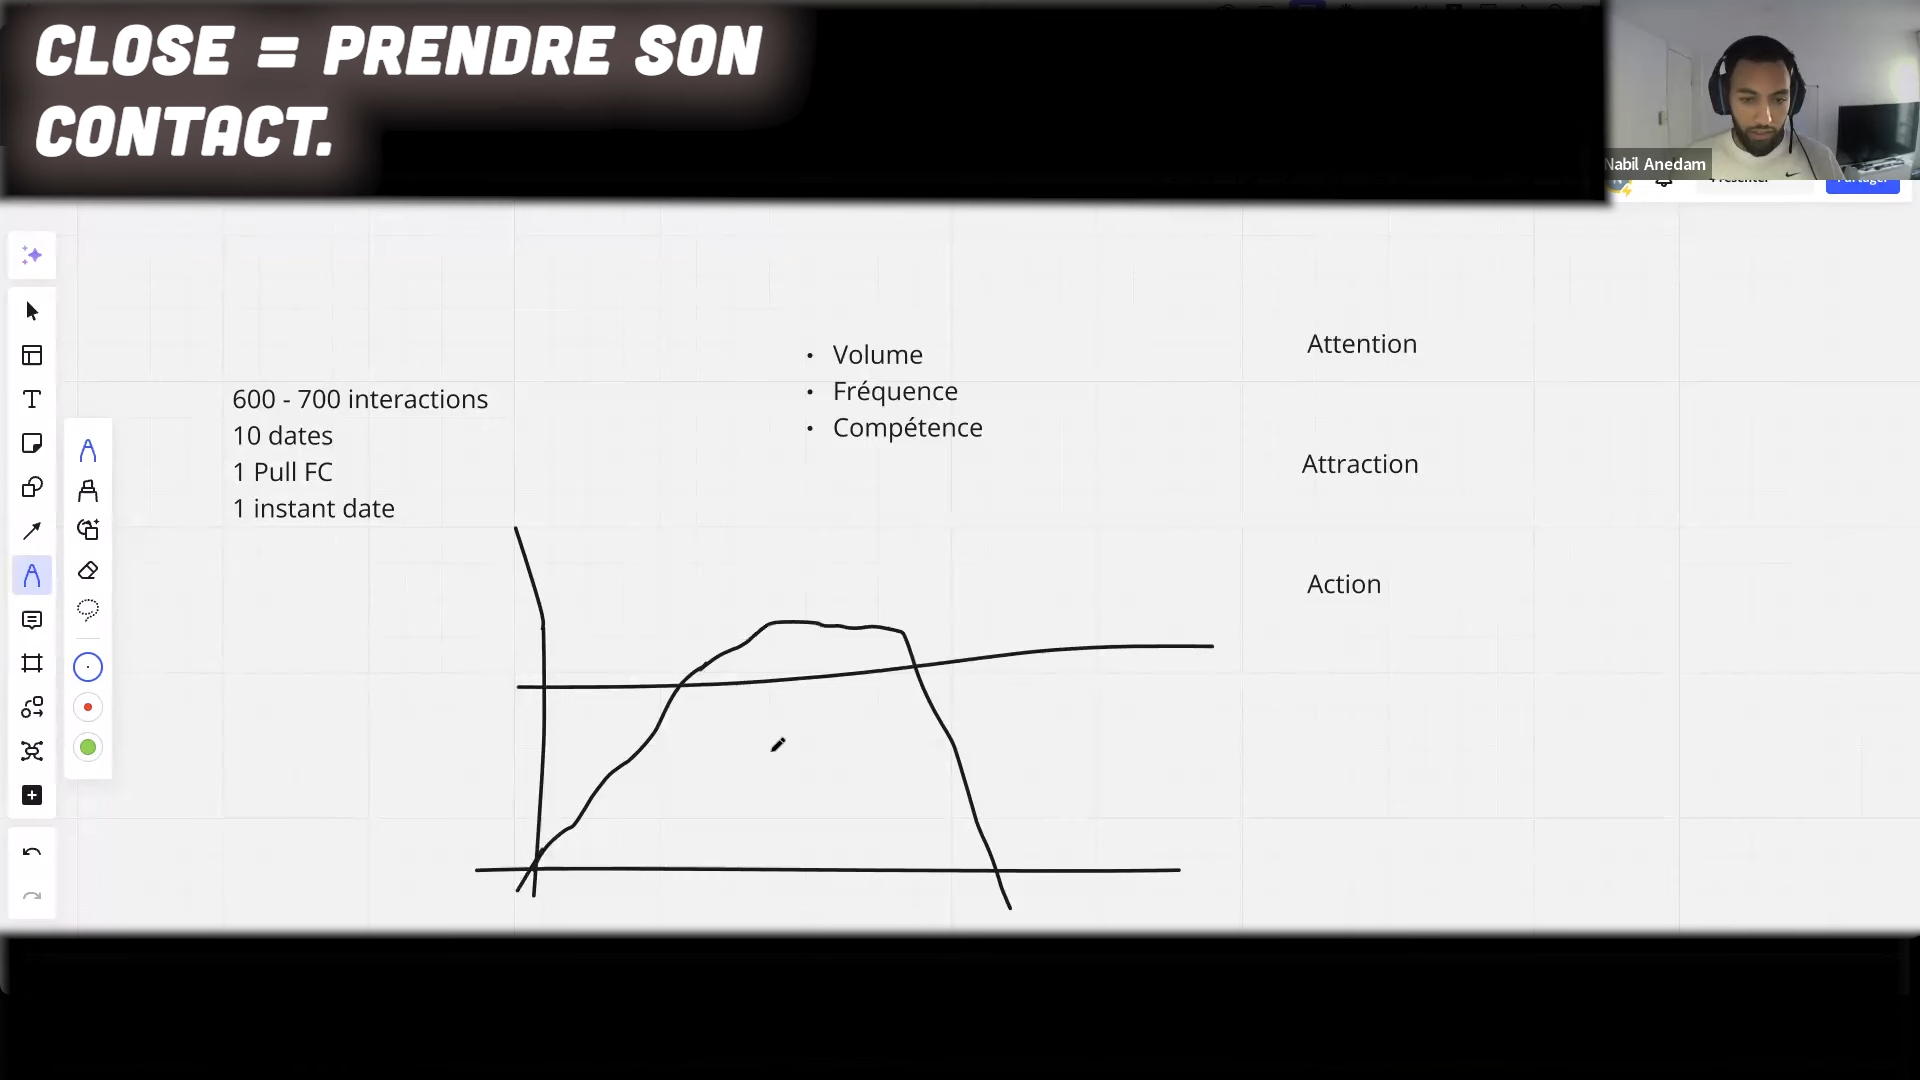 CLOSE = PRENDRE SON
CONTACT.
Nabil Anedam
600 - 700 interactions
10 dates
1 Pull FC
1 instant date
• Volume
• Fréquence
• Compétence
Attention
Attraction
Action